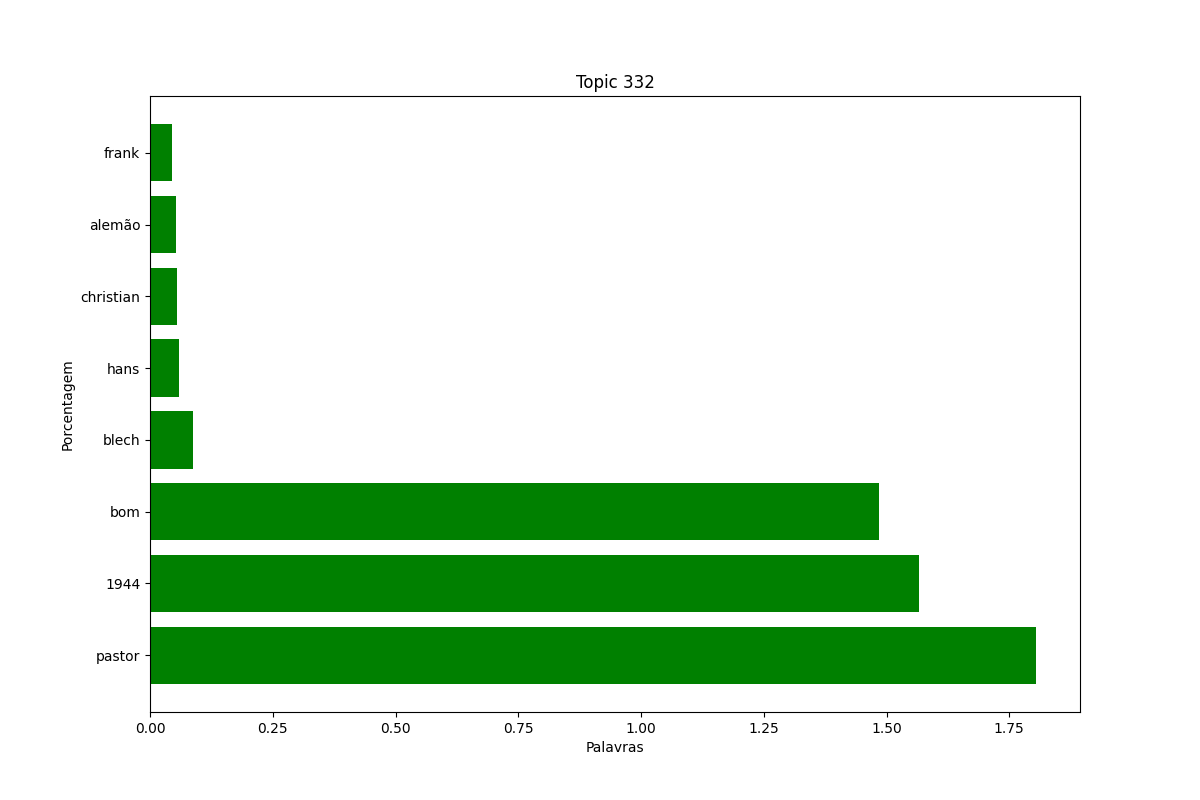 Topic 332
frank
alemão
christian
hans
blech
bom
1944
pastor
Porcentagem
0.00 0.25 0.50 0.75 1.00 1.25 1.50 1.75
Palavras